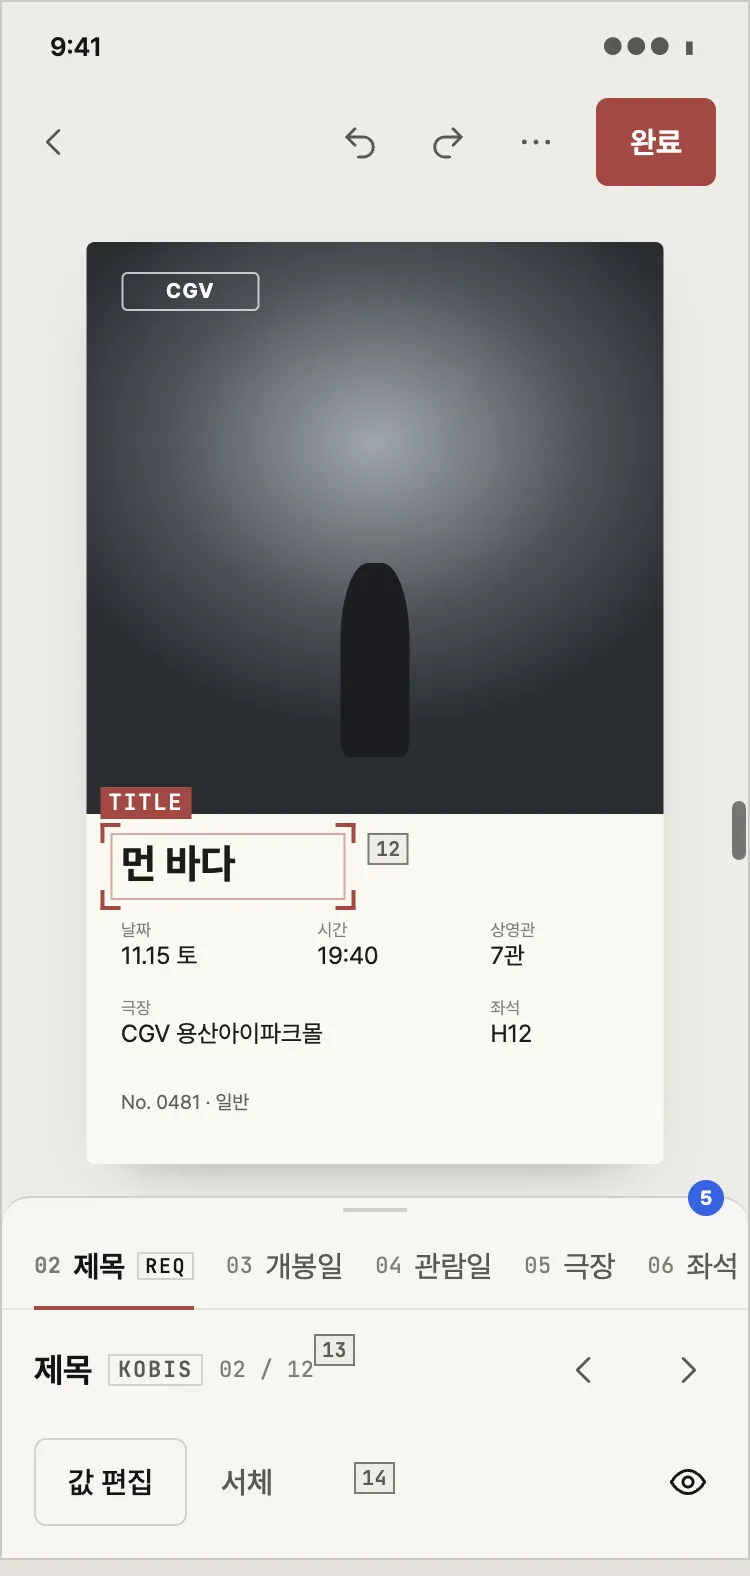 9:41
완료
CGV
TITLE
먼 바다
12
날짜 시간 상영관
11.15 토 19:40 7관
극장 좌석
CGV 용산아이파크몰 H12
No. 0481 · 일반
5
02 제목 REQ 03 개봉일 04 관람일 05 극장 06 좌석
13
제목 KOBIS 02 / 12
값 편집 서체 14